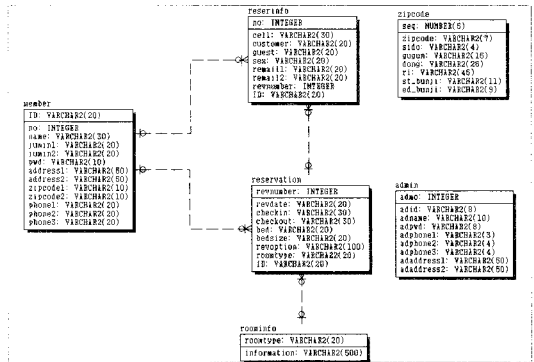 reserinfo
no: INTEGER
cell: VARCHAR2(30)
customer: VARCHAR2(20)
guest: VARCHAR2(20)
sex: VARCHAR2(20)
remail1: VARCHAR2(20)
remail2: VARCHAR2(20)
revnumber: INTEGER
ID: VARCHAR2(20)
zipcode
seq: NUMBER(5)
zipcode: VARCHAR2(7)
sido: VARCHAR2(4)
gugum: VARCHAR2(15)
dong: VARCHAR2(26)
ri: VARCHAR2(45)
st_bunji: VARCHAR2(11)
ed_bunji: VARCHAR2(9)
member
ID: VARCHAR2(20)
no: INTEGER
name: VARCHAR2(30)
jumin1: VARCHAR2(20)
jumin2: VARCHAR2(20)
pwd: VARCHAR2(10)
address1: VARCHAR2(50)
address2: VARCHAR2(50)
zipcode1: VARCHAR2(10)
zipcode2: VARCHAR2(10)
phone1: VARCHAR2(20)
phone2: VARCHAR2(20)
phone3: VARCHAR2(20)
reservation
revnumber: INTEGER
revdate: VARCHAR2(20)
checkin: VARCHAR2(30)
checkout: VARCHAR2(30)
bed: VARCHAR2(20)
bedsize: VARCHAR2(20)
revoption: VARCHAR2(100)
roomtype: VARCHAR2(20)
ID: VARCHAR2(20)
admin
adno: INTEGER
adid: VARCHAR2(8)
adname: VARCHAR2(10)
adpwd: VARCHAR2(8)
adphone1: VARCHAR2(3)
adphone2: VARCHAR2(4)
adphone3: VARCHAR2(4)
adaddress1: VARCHAR2(50)
adaddress2: VARCHAR2(50)
roominfo
roomtype: VARCHAR2(20)
information: VARCHAR2(500)